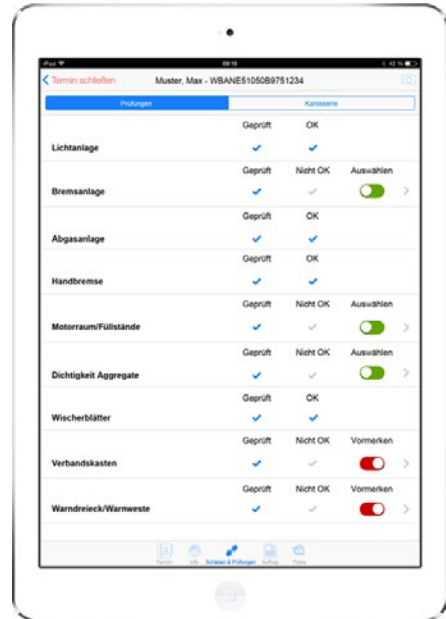 iPad 09:18 42 %
Termin schließen Muster, Max - WBANE51050B9751234
Prüfungen Karosserie
Geprüft OK
Lichtanlage
Geprüft Nicht OK Auswählen
Bremsanlage
Geprüft OK
Abgasanlage
Geprüft OK
Handbremse
Geprüft Nicht OK Auswählen
Motorraum/Füllstände
Geprüft Nicht OK Auswählen
Dichtigkeit Aggregate
Geprüft OK
Wischerblätter
Geprüft Nicht OK Vormerken
Verbandskasten
Geprüft Nicht OK Vormerken
Warndreieck/Warnweste
Termin Schäden & Prüfungen Auftrag